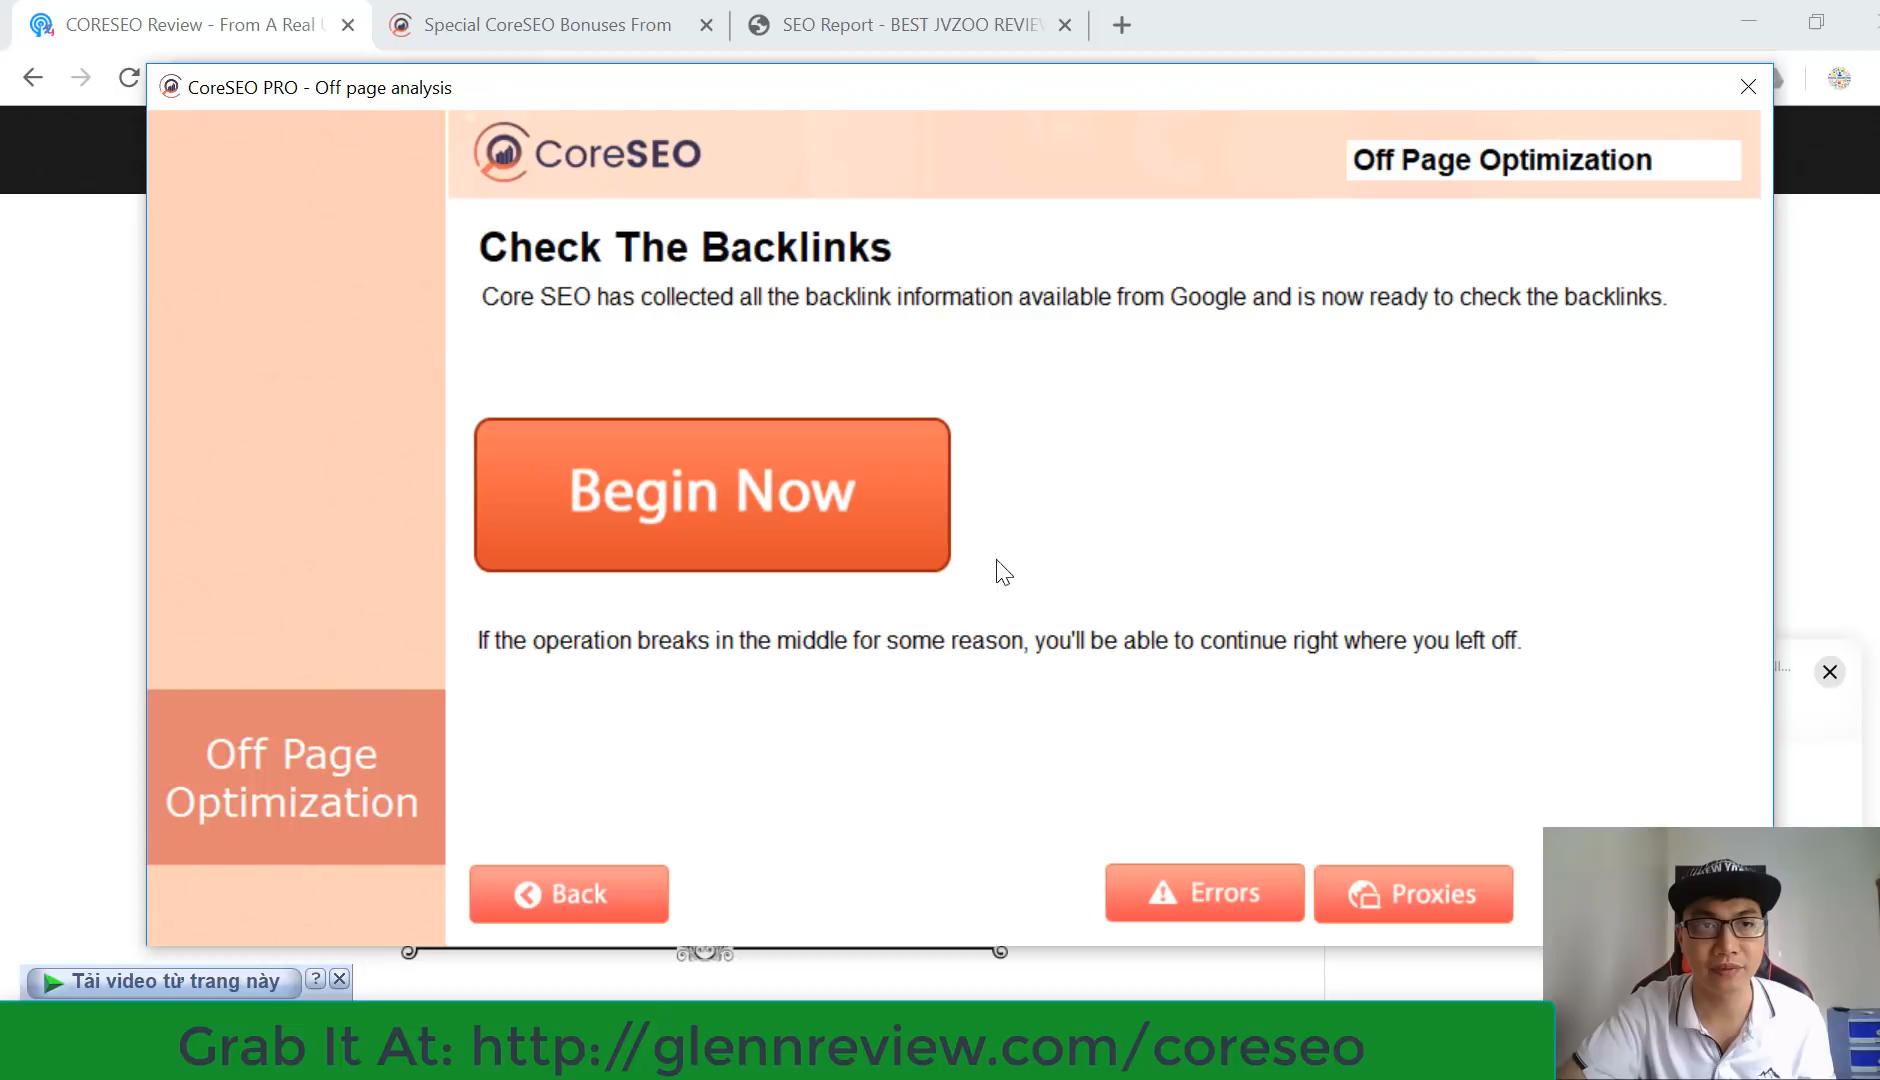 CORESEO Review - From A Real
Special CoreSEO Bonuses From
SEO Report - BEST JVZOO REVIE
CoreSEO PRO - Off page analysis
CoreSEO
Off Page Optimization
Check The Backlinks
Core SEO has collected all the backlink information available from Google and is now ready to check the backlinks.
Begin Now
If the operation breaks in the middle for some reason, you'll be able to continue right where you left off.
Off Page
Optimization
Back
Errors
Proxies
Tải video từ trang này
?
Grab It At: http://glennreview.com/coreseo